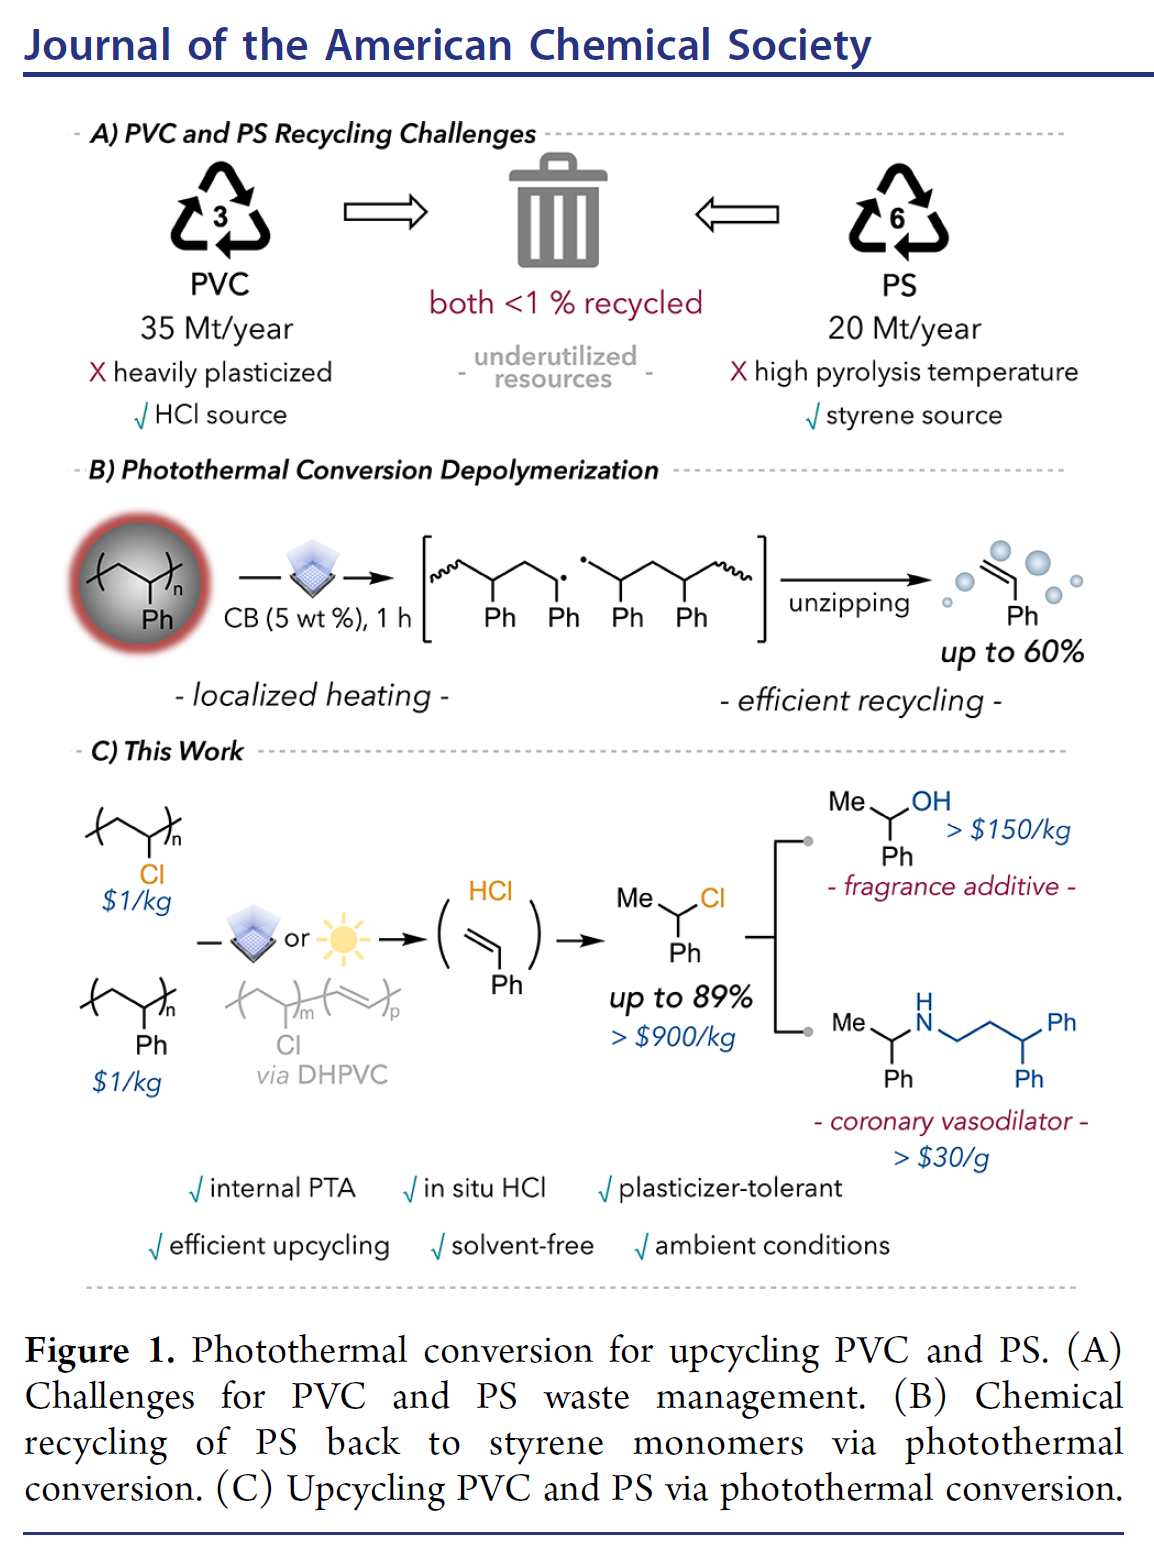 Journal of the American Chemical Society
A) PVC and PS Recycling Challenges
3
6
PVC
PS
both <1 % recycled
35 Mt/year
20 Mt/year
underutilized
- resources -
X heavily plasticized
X high pyrolysis temperature
√ HCl source
√ styrene source
B) Photothermal Conversion Depolymerization
n
Ph
CB (5 wt %), 1 h
Ph Ph Ph Ph
unzipping
Ph
up to 60%
- localized heating -
- efficient recycling -
C) This Work
n
Cl
$1/kg
n
Ph
$1/kg
or
m
p
Cl
via DHPVC
HCl
Ph
Me Cl
Ph
up to 89%
> $900/kg
Me OH
> $150/kg
Ph
- fragrance additive -
H
Me N Ph
Ph Ph
- coronary vasodilator -
> $30/g
√ internal PTA √ in situ HCl √ plasticizer-tolerant
√ efficient upcycling √ solvent-free √ ambient conditions
Figure 1. Photothermal conversion for upcycling PVC and PS. (A)
Challenges for PVC and PS waste management. (B) Chemical
recycling of PS back to styrene monomers via photothermal
conversion. (C) Upcycling PVC and PS via photothermal conversion.